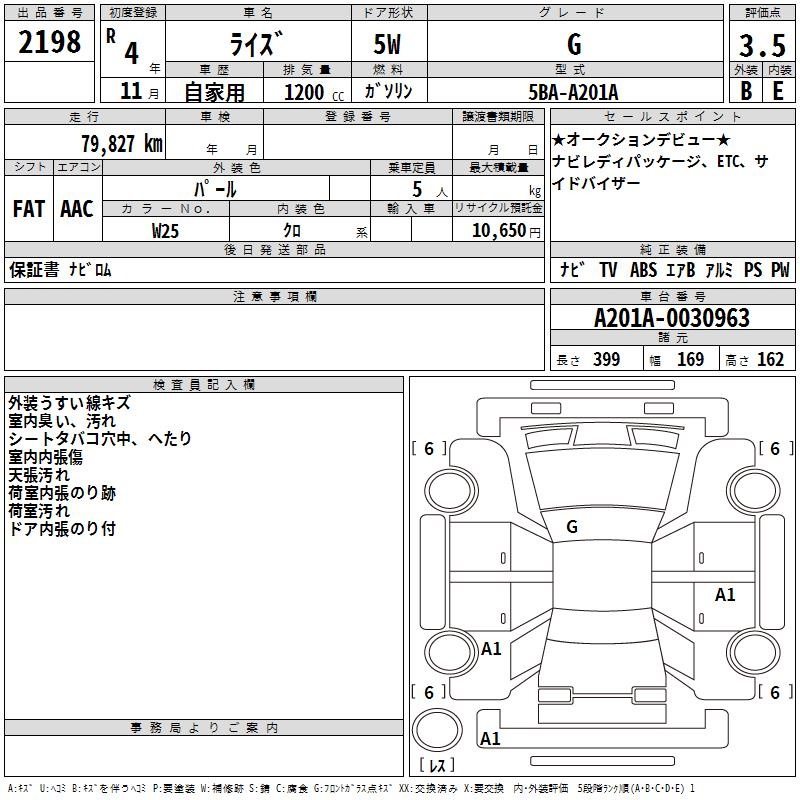 出品番号 初度登録 車名 ドア形状 グレード 評価点
2198 R 4 年 ﾗｲｽﾞ 5W G 3.5
車歴 排気量 燃料 型式 外装 内装
11 月 自家用 1200 CC ｶﾞｿﾘﾝ 5BA-A201A B E
走行 車検 登録番号 譲渡書類期限 セールスポイント
79,827 km 年 月 月 日
★オークションデビュー★
ナビレディパッケージ、ETC、サ
イドバイザー
シフト エアコン 外装色 乗車定員 最大積載量
FAT AAC ﾊﾟｰﾙ 5 人 kg
カラーNo. 内装色 輸入車 リサイクル預託金
W25 ｸﾛ 系 10,650 円
後日発送部品 純正装備
保証書 ﾅﾋﾞﾛﾑ ﾅﾋﾞ TV ABS ｴｱB ｱﾙﾐ PS PW
注意事項欄 車台番号
A201A-0030963
諸元
長さ 399 幅 169 高さ 162
検査員記入欄
外装うすい線キズ
室内臭い、汚れ
シートタバコ穴中、へたり
室内内張傷
天張汚れ
荷室内張のり跡
荷室汚れ
ドア内張のり付
[ 6 ] [ 6 ]
G
A1
A1
[ 6 ] [ 6 ]
A1
[ ﾚｽ ]
事務局よりご案内
A:ｷｽﾞ U:ﾍｺﾐ B:ｷｽﾞを伴うﾍｺﾐ P:要塗装 W:補修跡 S:錆 C:腐食 G:ﾌﾛﾝﾄｶﾞﾗｽ点ｷｽﾞ XX:交換済み X:要交換 内・外装評価 5段階ﾗﾝｸ順(A･B･C･D･E) 1